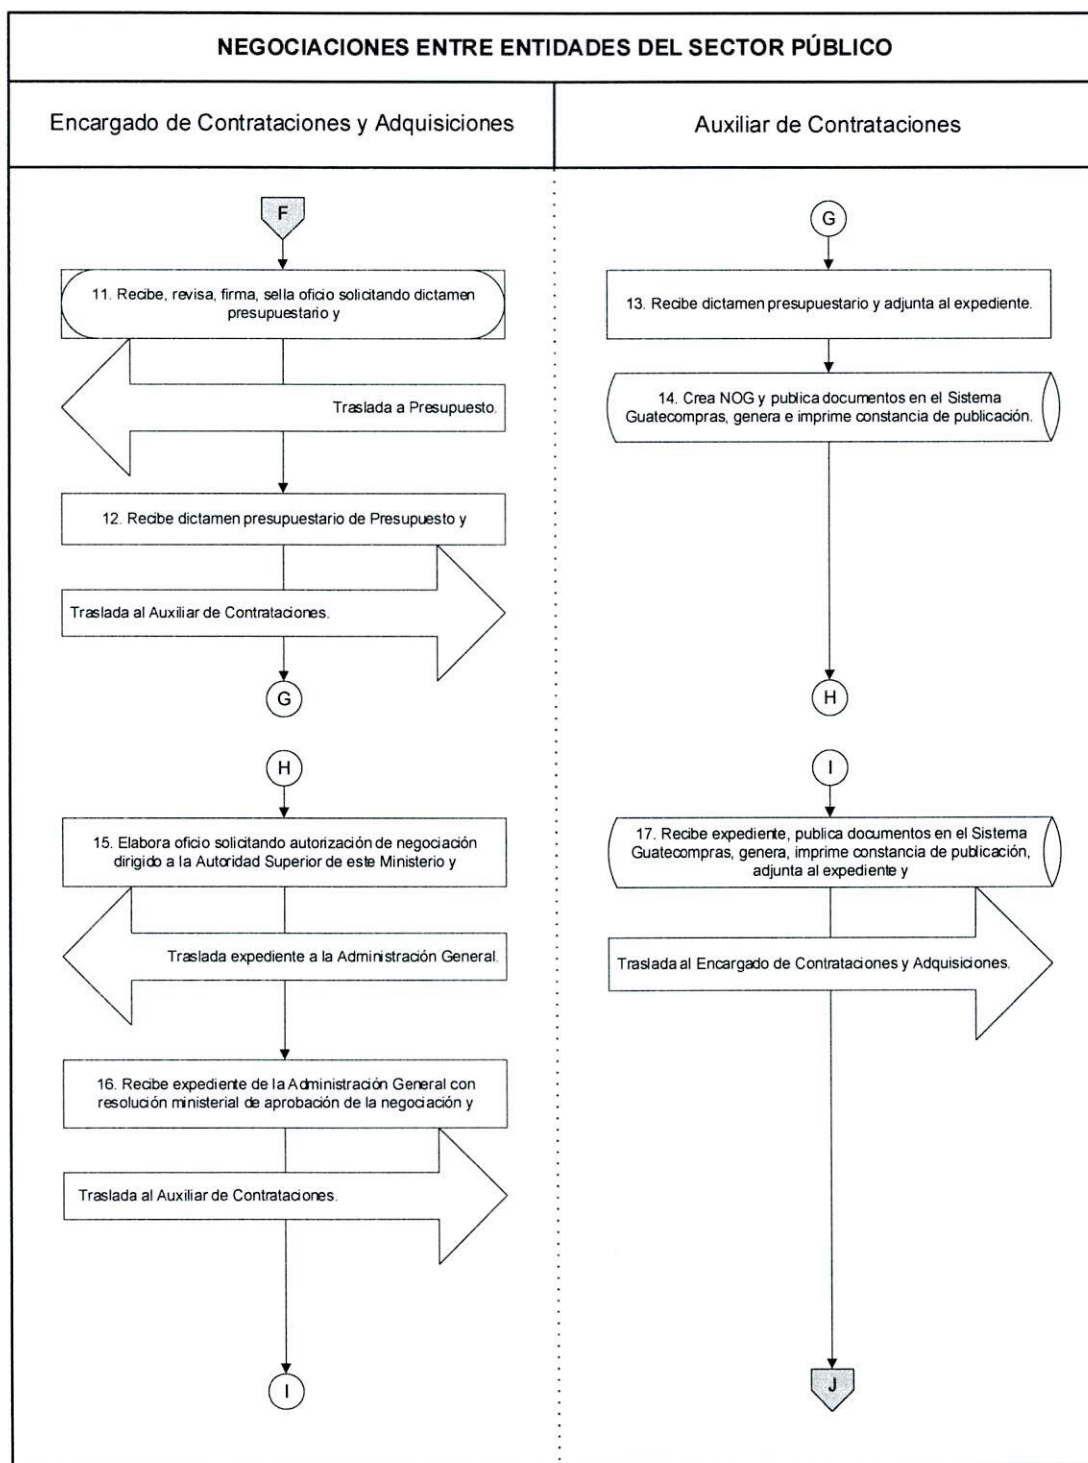 NEGOCIACIONES ENTRE ENTIDADES DEL SECTOR PÚBLICO
Encargado de Contrataciones y Adquisiciones
Auxiliar de Contrataciones
F
11. Recibe, revisa, firma, sella oficio solicitando dictamen
presupuestario y
Traslada a Presupuesto.
12. Recibe dictamen presupuestario de Presupuesto y
Traslada al Auxiliar de Contrataciones.
G
G
13. Recibe dictamen presupuestario y adjunta al expediente.
14. Crea NOG y publica documentos en el Sistema
Guatecompras, genera e imprime constancia de publicación.
H
H
15. Elabora oficio solicitando autorización de negociación
dirigido a la Autoridad Superior de este Ministerio y
Traslada expediente a la Administración General.
16. Recibe expediente de la Administración General con
resolución ministerial de aprobación de la negociación y
Traslada al Auxiliar de Contrataciones.
I
I
17. Recibe expediente, publica documentos en el Sistema
Guatecompras, genera, imprime constancia de publicación,
adjunta al expediente y
Traslada al Encargado de Contrataciones y Adquisiciones.
J